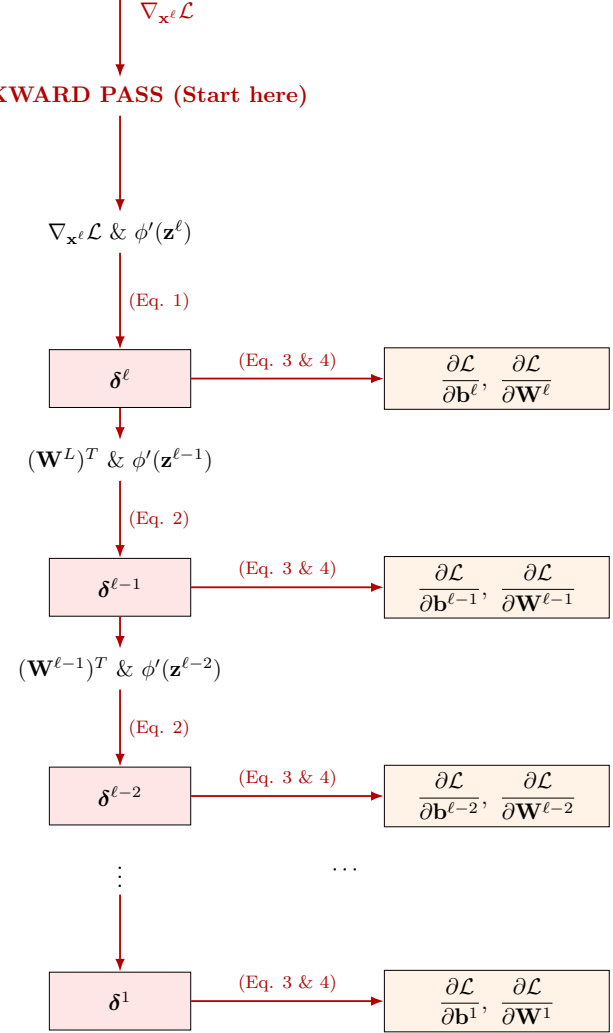 ∇_{𝐱^ℓ} ℒ
KWARD PASS (Start here)
∇_{𝐱^ℓ} ℒ & ϕ′(𝐳^ℓ)
(Eq. 1)
𝜹^ℓ
(Eq. 3 & 4)
∂ℒ/∂𝐛^ℓ, ∂ℒ/∂𝐖^ℓ
(𝐖^L)^T & ϕ′(𝐳^{ℓ−1})
(Eq. 2)
𝜹^{ℓ−1}
(Eq. 3 & 4)
∂ℒ/∂𝐛^{ℓ−1}, ∂ℒ/∂𝐖^{ℓ−1}
(𝐖^{ℓ−1})^T & ϕ′(𝐳^{ℓ−2})
(Eq. 2)
𝜹^{ℓ−2}
(Eq. 3 & 4)
∂ℒ/∂𝐛^{ℓ−2}, ∂ℒ/∂𝐖^{ℓ−2}
⋮ ⋯
𝜹^1
(Eq. 3 & 4)
∂ℒ/∂𝐛^1, ∂ℒ/∂𝐖^1